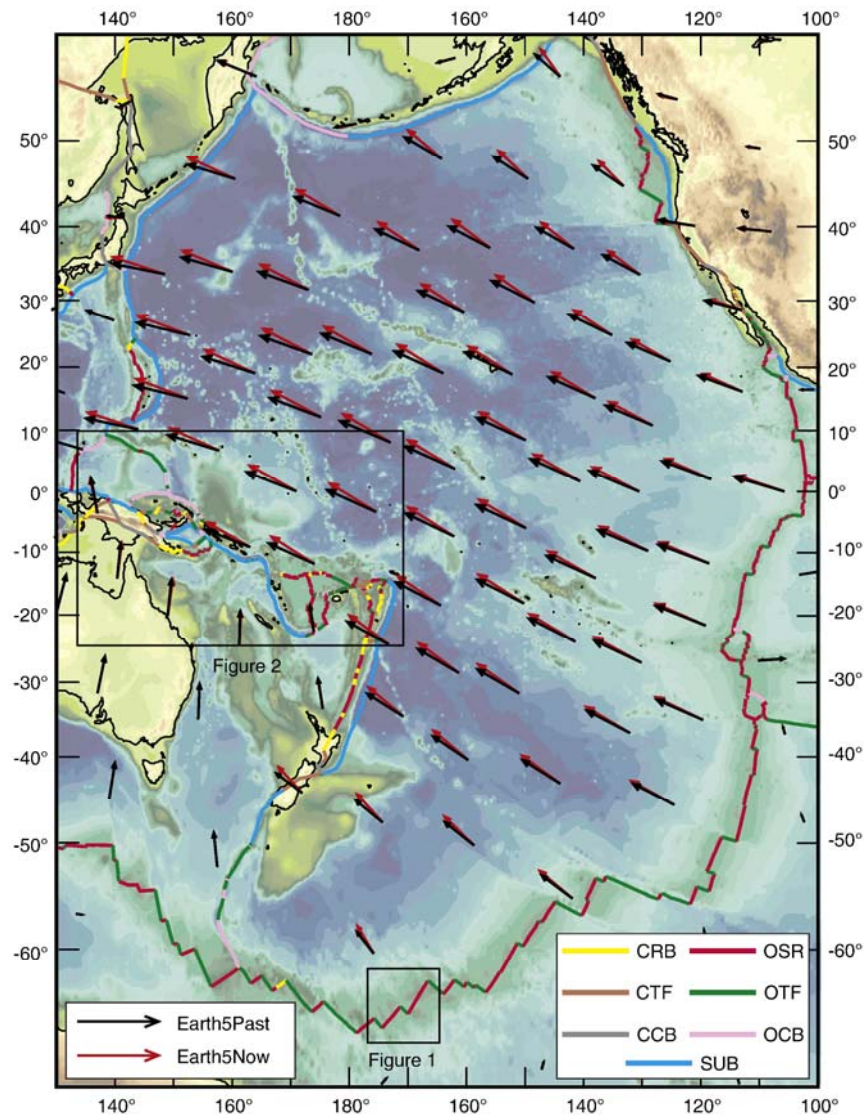 140° 160° 180° 160° 140° 120° 100°
50° 50°
40° 40°
30° 30°
20° 20°
10° 10°
0° 0°
-10° -10°
-20° -20°
Figure 2
-30° -30°
-40° -40°
-50° -50°
-60° -60°
CRB OSR
CTF OTF
CCB OCB
SUB
Earth5Past
Earth5Now
Figure 1
140° 160° 180° 160° 140° 120° 100°